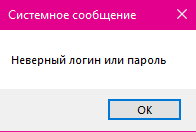 Системное сообщение
Неверный логин или пароль
OK